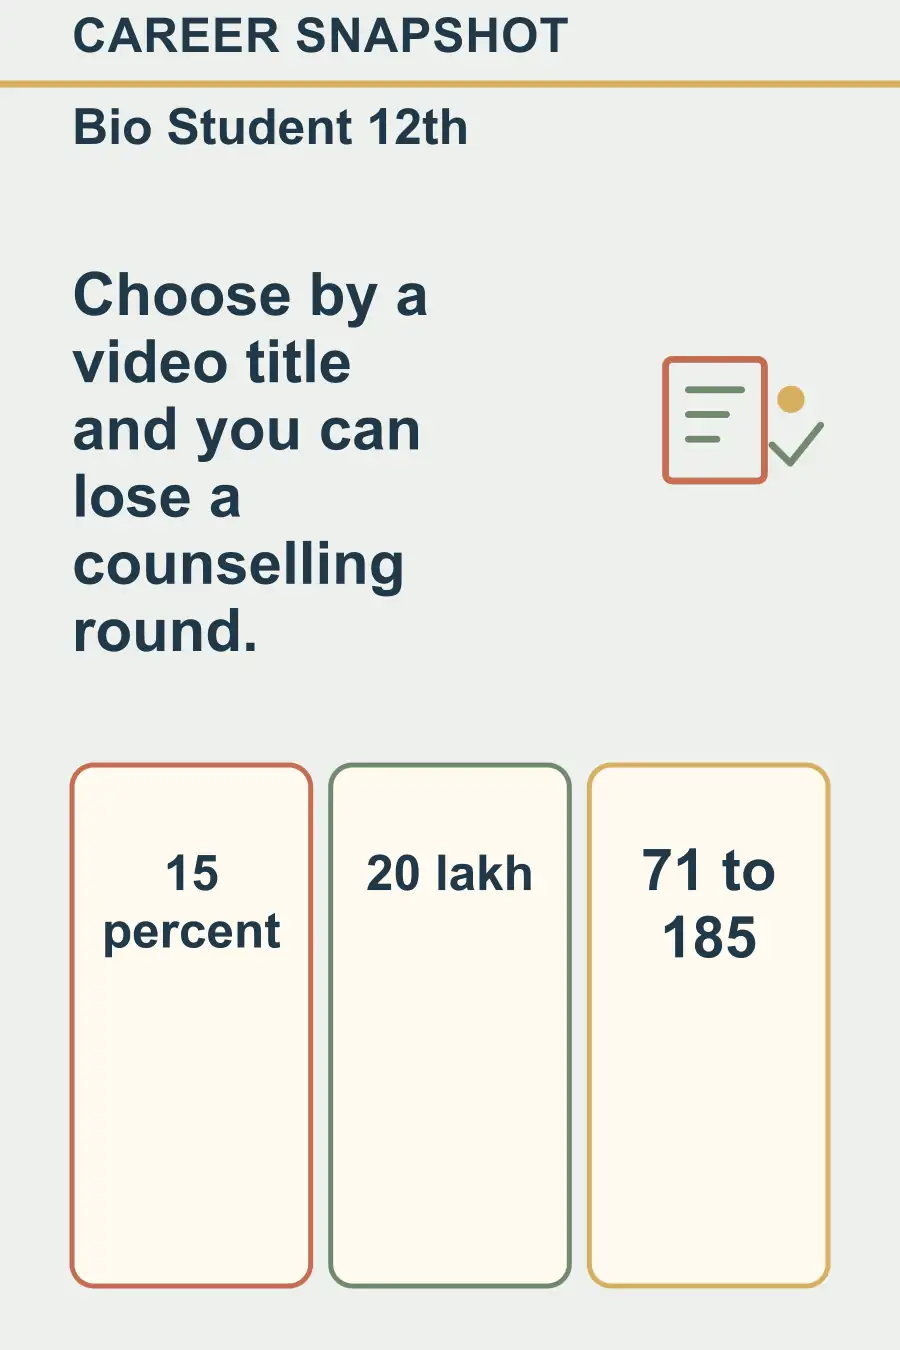 CAREER SNAPSHOT
Bio Student 12th
Choose by a
video title
and you can
lose a
counselling
round.
15
percent
20 lakh
71 to
185